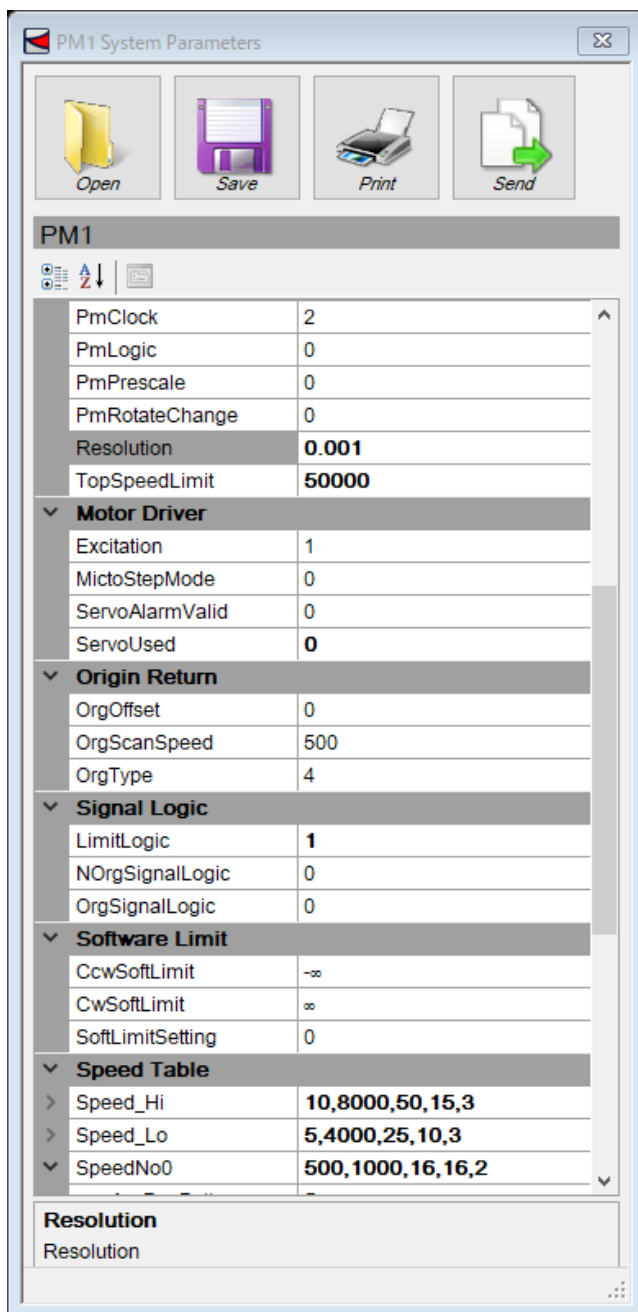 PM1 System Parameters
Open Save Print Send
PM1
PmClock 2
PmLogic 0
PmPrescale 0
PmRotateChange 0
Resolution 0.001
TopSpeedLimit 50000
Motor Driver
Excitation 1
MictoStepMode 0
ServoAlarmValid 0
ServoUsed 0
Origin Return
OrgOffset 0
OrgScanSpeed 500
OrgType 4
Signal Logic
LimitLogic 1
NOrgSignalLogic 0
OrgSignalLogic 0
Software Limit
CcwSoftLimit -∞
CwSoftLimit ∞
SoftLimitSetting 0
Speed Table
Speed_Hi 10,8000,50,15,3
Speed_Lo 5,4000,25,10,3
SpeedNo0 500,1000,16,16,2
Resolution
Resolution